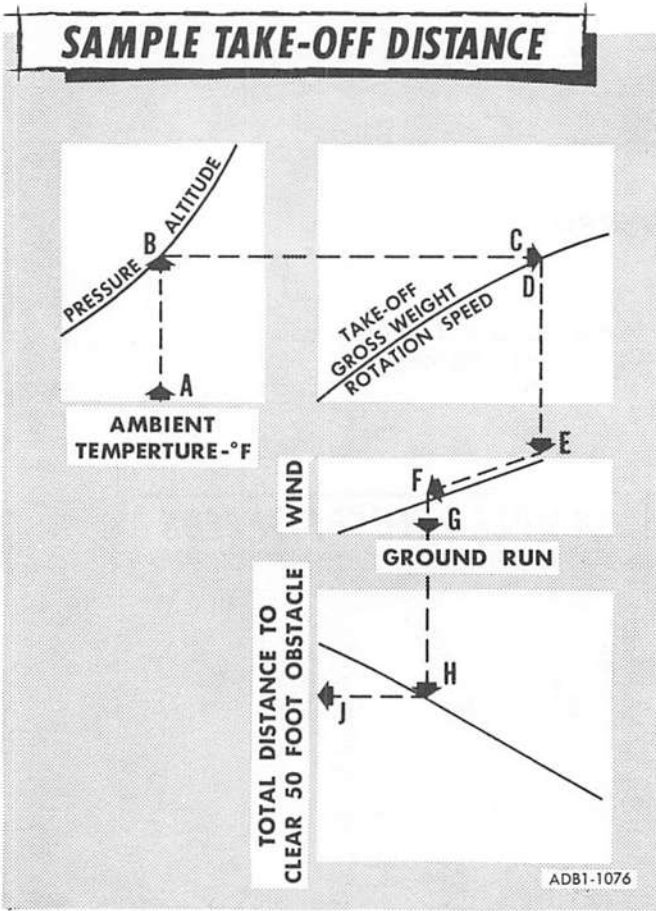 SAMPLE TAKE-OFF DISTANCE
PRESSURE ALTITUDE
B
A
AMBIENT
TEMPERTURE-°F
C
D
TAKE-OFF
GROSS WEIGHT
ROTATION SPEED
E
WIND
F
G
GROUND RUN
TOTAL DISTANCE TO
CLEAR 50 FOOT OBSTACLE
H
J
ADB1-1076